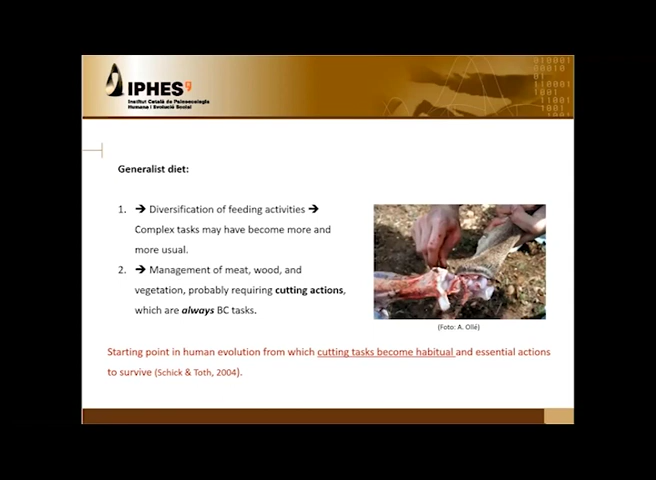 IPHES
Institut Català de Paleoecologia
Humana i Evolució Social
Generalist diet:
1. ➔ Diversification of feeding activities ➔
Complex tasks may have become more and
more usual.
2. ➔ Management of meat, wood, and
vegetation, probably requiring cutting actions,
which are always BC tasks.
(Foto: A. Ollé)
Starting point in human evolution from which cutting tasks become habitual and essential actions
to survive (Schick & Toth, 2004).